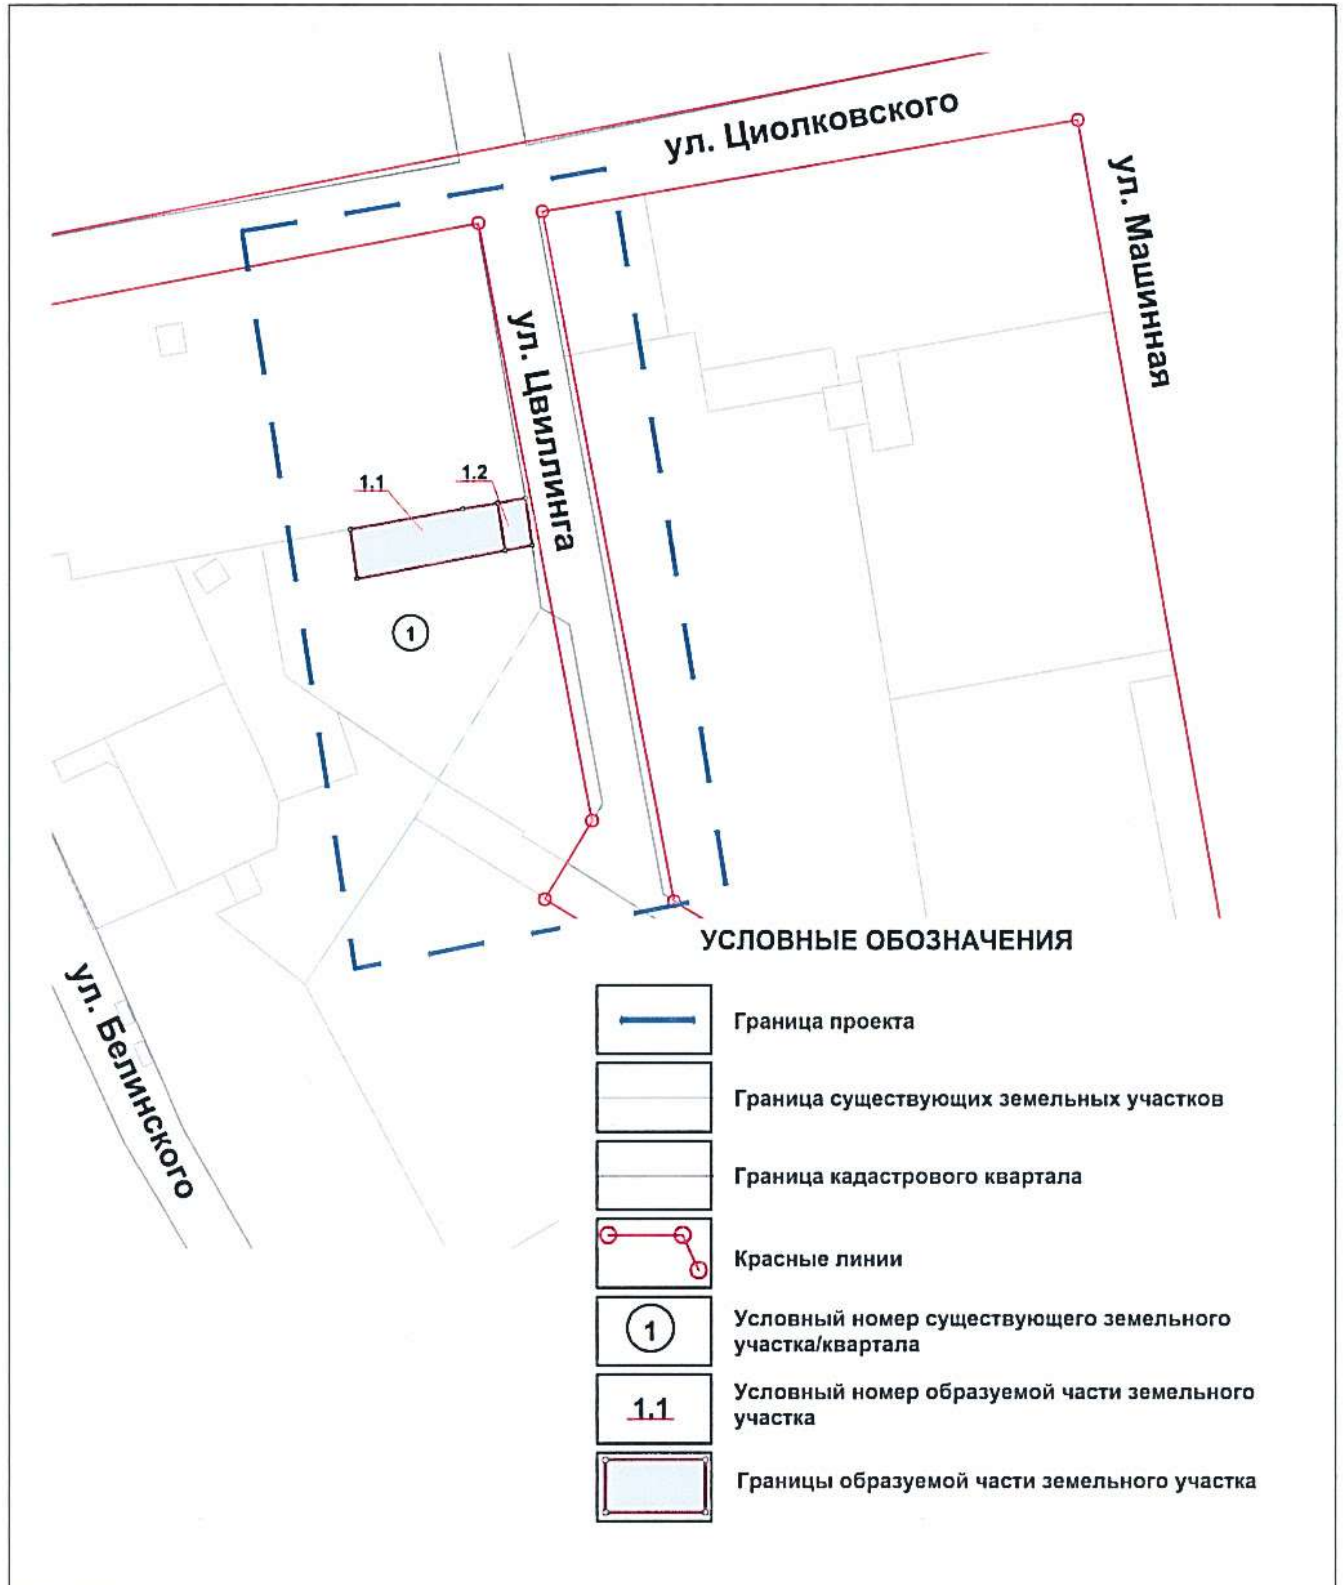 ул. Циолковского
ул. Машинная
ул. Цвиллинга
1.2
1.1
1
УСЛОВНЫЕ ОБОЗНАЧЕНИЯ
ул. Белинского
Граница проекта
Граница существующих земельных участков
Граница кадастрового квартала
Красные линии
1
Условный номер существующего земельного
участка/квартала
1.1
Условный номер образуемой части земельного
участка
Границы образуемой части земельного участка